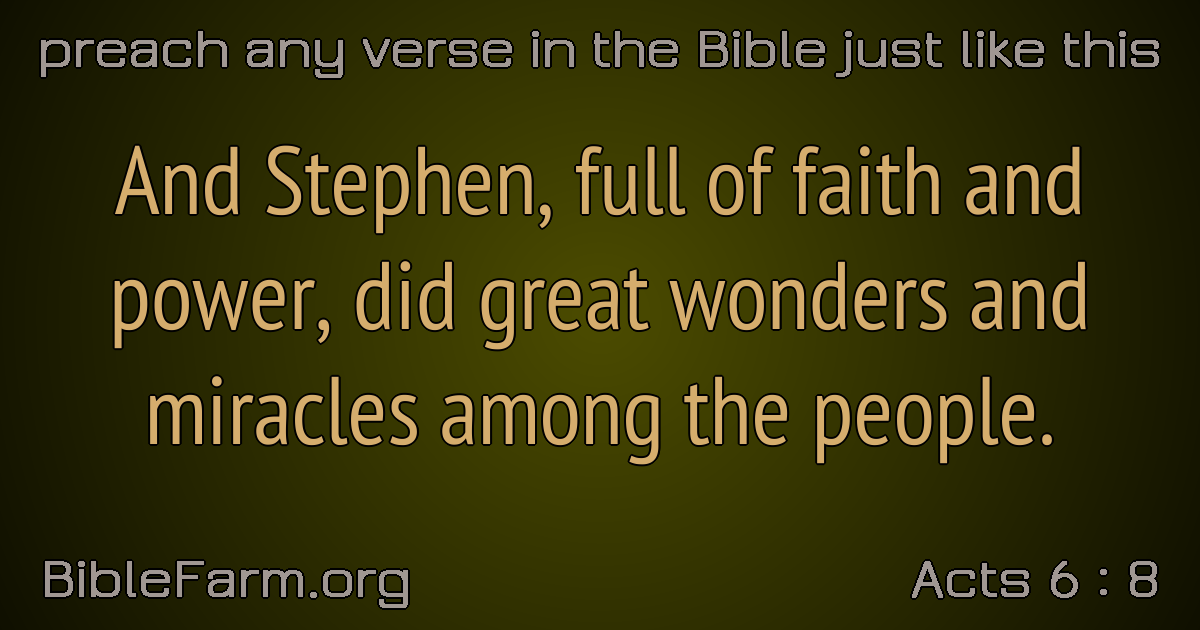 preach any verse in the Bible just like this
And Stephen, full of faith and
power, did great wonders and
miracles among the people.
BibleFarm.org
Acts 6 : 8